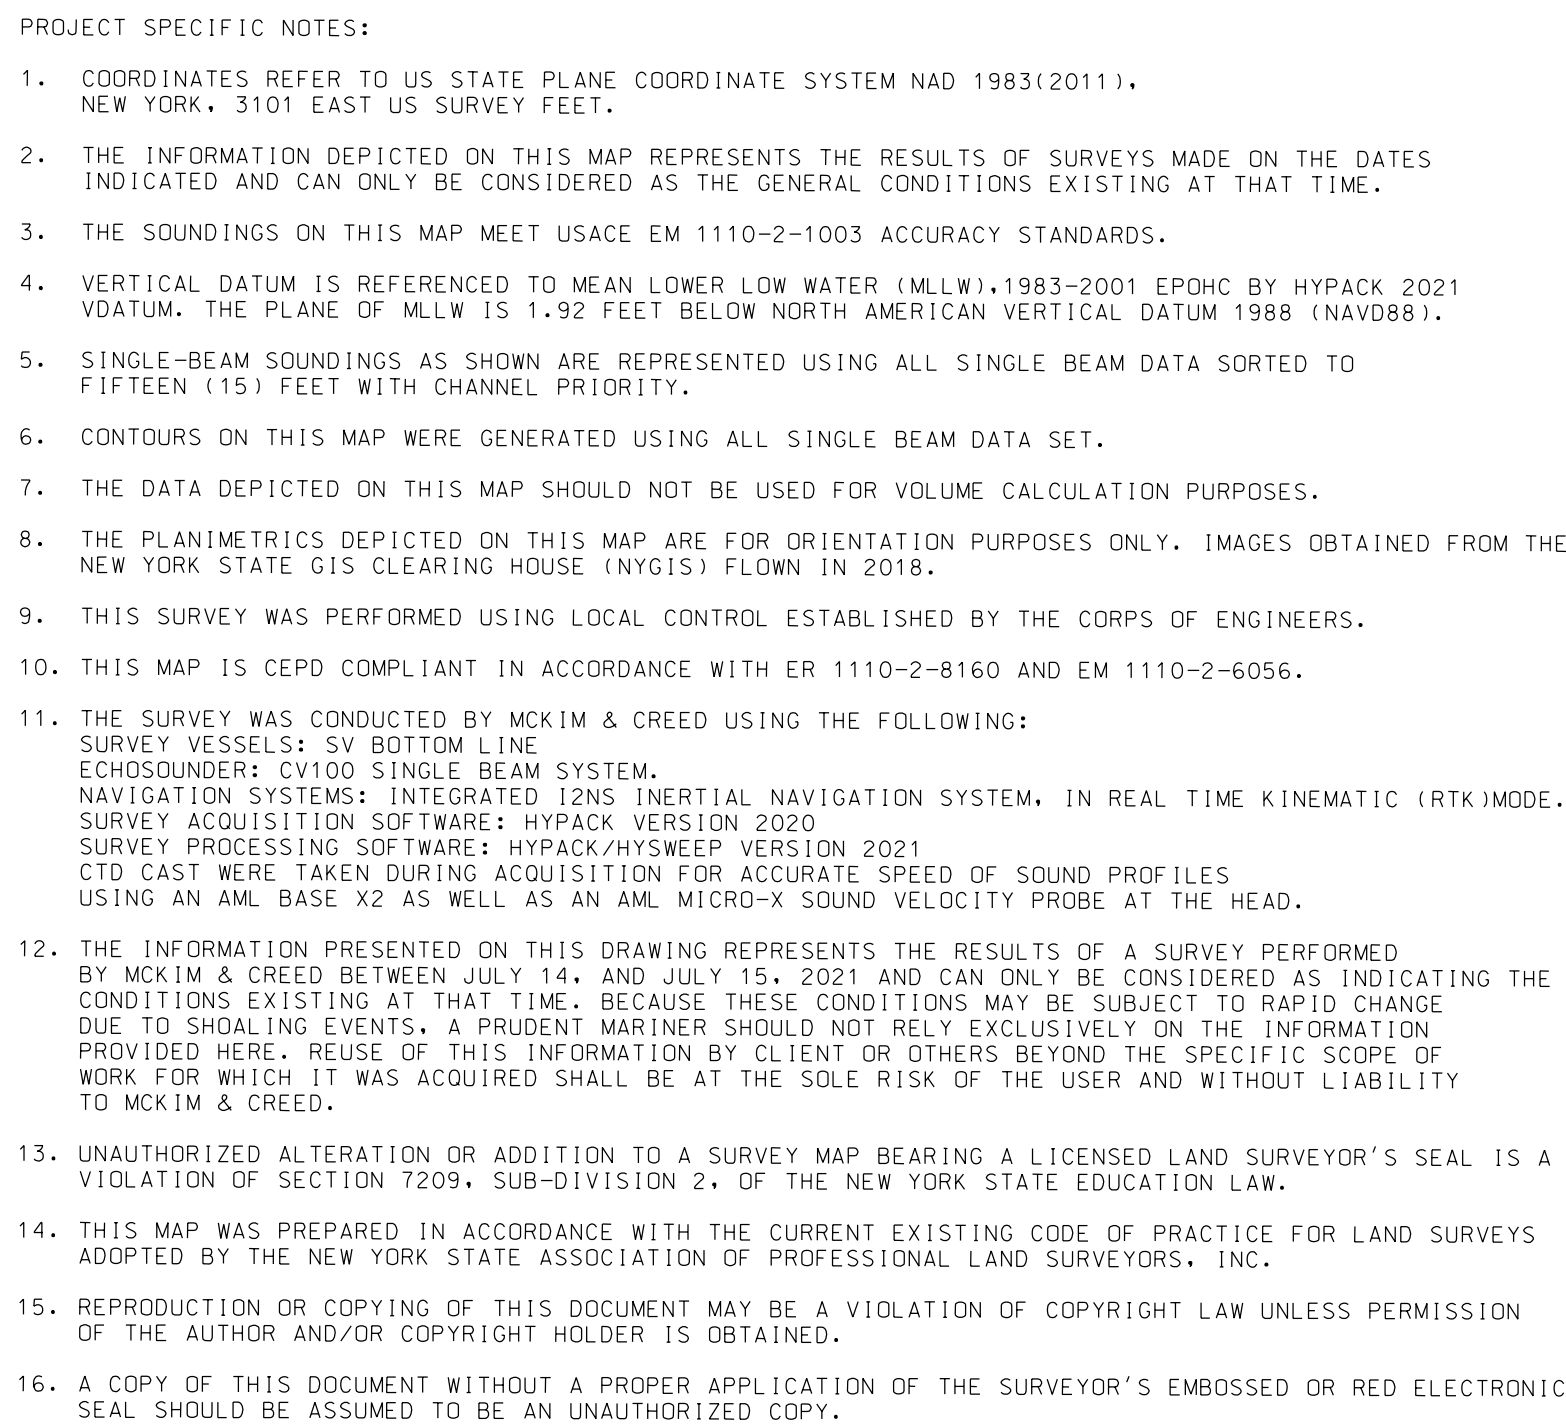 PROJECT SPECIFIC NOTES:
1. COORDINATES REFER TO US STATE PLANE COORDINATE SYSTEM NAD 1983(2011),
NEW YORK, 3101 EAST US SURVEY FEET.
2. THE INFORMATION DEPICTED ON THIS MAP REPRESENTS THE RESULTS OF SURVEYS MADE ON THE DATES
INDICATED AND CAN ONLY BE CONSIDERED AS THE GENERAL CONDITIONS EXISTING AT THAT TIME.
3. THE SOUNDINGS ON THIS MAP MEET USACE EM 1110-2-1003 ACCURACY STANDARDS.
4. VERTICAL DATUM IS REFERENCED TO MEAN LOWER LOW WATER (MLLW),1983-2001 EPOHC BY HYPACK 2021
VDATUM. THE PLANE OF MLLW IS 1.92 FEET BELOW NORTH AMERICAN VERTICAL DATUM 1988 (NAVD88).
5. SINGLE-BEAM SOUNDINGS AS SHOWN ARE REPRESENTED USING ALL SINGLE BEAM DATA SORTED TO
FIFTEEN (15) FEET WITH CHANNEL PRIORITY.
6. CONTOURS ON THIS MAP WERE GENERATED USING ALL SINGLE BEAM DATA SET.
7. THE DATA DEPICTED ON THIS MAP SHOULD NOT BE USED FOR VOLUME CALCULATION PURPOSES.
8. THE PLANIMETRICS DEPICTED ON THIS MAP ARE FOR ORIENTATION PURPOSES ONLY. IMAGES OBTAINED FROM THE
NEW YORK STATE GIS CLEARING HOUSE (NYGIS) FLOWN IN 2018.
9. THIS SURVEY WAS PERFORMED USING LOCAL CONTROL ESTABLISHED BY THE CORPS OF ENGINEERS.
10. THIS MAP IS CEPD COMPLIANT IN ACCORDANCE WITH ER 1110-2-8160 AND EM 1110-2-6056.
11. THE SURVEY WAS CONDUCTED BY MCKIM & CREED USING THE FOLLOWING:
SURVEY VESSELS: SV BOTTOM LINE
ECHOSOUNDER: CV100 SINGLE BEAM SYSTEM.
NAVIGATION SYSTEMS: INTEGRATED I2NS INERTIAL NAVIGATION SYSTEM, IN REAL TIME KINEMATIC (RTK)MODE.
SURVEY ACQUISITION SOFTWARE: HYPACK VERSION 2020
SURVEY PROCESSING SOFTWARE: HYPACK/HYSWEEP VERSION 2021
CTD CAST WERE TAKEN DURING ACQUISITION FOR ACCURATE SPEED OF SOUND PROFILES
USING AN AML BASE X2 AS WELL AS AN AML MICRO-X SOUND VELOCITY PROBE AT THE HEAD.
12. THE INFORMATION PRESENTED ON THIS DRAWING REPRESENTS THE RESULTS OF A SURVEY PERFORMED
BY MCKIM & CREED BETWEEN JULY 14, AND JULY 15, 2021 AND CAN ONLY BE CONSIDERED AS INDICATING THE
CONDITIONS EXISTING AT THAT TIME. BECAUSE THESE CONDITIONS MAY BE SUBJECT TO RAPID CHANGE
DUE TO SHOALING EVENTS, A PRUDENT MARINER SHOULD NOT RELY EXCLUSIVELY ON THE INFORMATION
PROVIDED HERE. REUSE OF THIS INFORMATION BY CLIENT OR OTHERS BEYOND THE SPECIFIC SCOPE OF
WORK FOR WHICH IT WAS ACQUIRED SHALL BE AT THE SOLE RISK OF THE USER AND WITHOUT LIABILITY
TO MCKIM & CREED.
13. UNAUTHORIZED ALTERATION OR ADDITION TO A SURVEY MAP BEARING A LICENSED LAND SURVEYOR'S SEAL IS A
VIOLATION OF SECTION 7209, SUB-DIVISION 2, OF THE NEW YORK STATE EDUCATION LAW.
14. THIS MAP WAS PREPARED IN ACCORDANCE WITH THE CURRENT EXISTING CODE OF PRACTICE FOR LAND SURVEYS
ADOPTED BY THE NEW YORK STATE ASSOCIATION OF PROFESSIONAL LAND SURVEYORS, INC.
15. REPRODUCTION OR COPYING OF THIS DOCUMENT MAY BE A VIOLATION OF COPYRIGHT LAW UNLESS PERMISSION
OF THE AUTHOR AND/OR COPYRIGHT HOLDER IS OBTAINED.
16. A COPY OF THIS DOCUMENT WITHOUT A PROPER APPLICATION OF THE SURVEYOR'S EMBOSSED OR RED ELECTRONIC
SEAL SHOULD BE ASSUMED TO BE AN UNAUTHORIZED COPY.